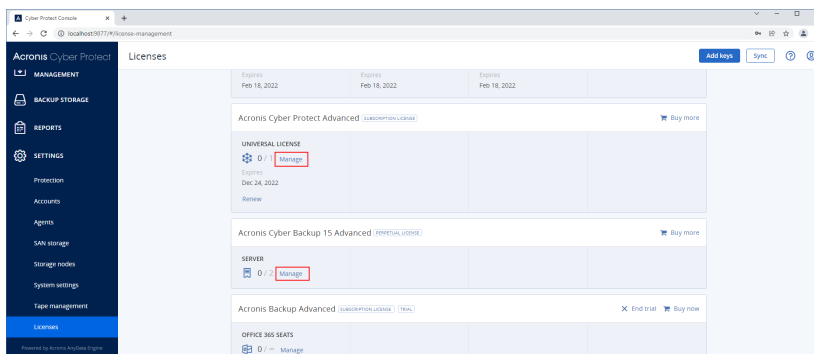 Cyber Protect Console
localhost:9877/#/license-management
Acronis Cyber Protect
Licenses
Add keys
Sync
MANAGEMENT
BACKUP STORAGE
REPORTS
SETTINGS
Protection
Accounts
Agents
SAN storage
Storage nodes
System settings
Tape management
Licenses
Powered by Acronis AnyData Engine
Expires Expires Expires
Feb 18, 2022 Feb 18, 2022 Feb 18, 2022
Acronis Cyber Protect Advanced SUBSCRIPTION LICENSE Buy more
UNIVERSAL LICENSE
0 / 1 Manage
Expires
Dec 24, 2022
Renew
Acronis Cyber Backup 15 Advanced PERPETUAL LICENSE Buy more
SERVER
0 / 2 Manage
Acronis Backup Advanced SUBSCRIPTION LICENSE TRIAL End trial Buy now
OFFICE 365 SEATS
0 / ∞ Manage